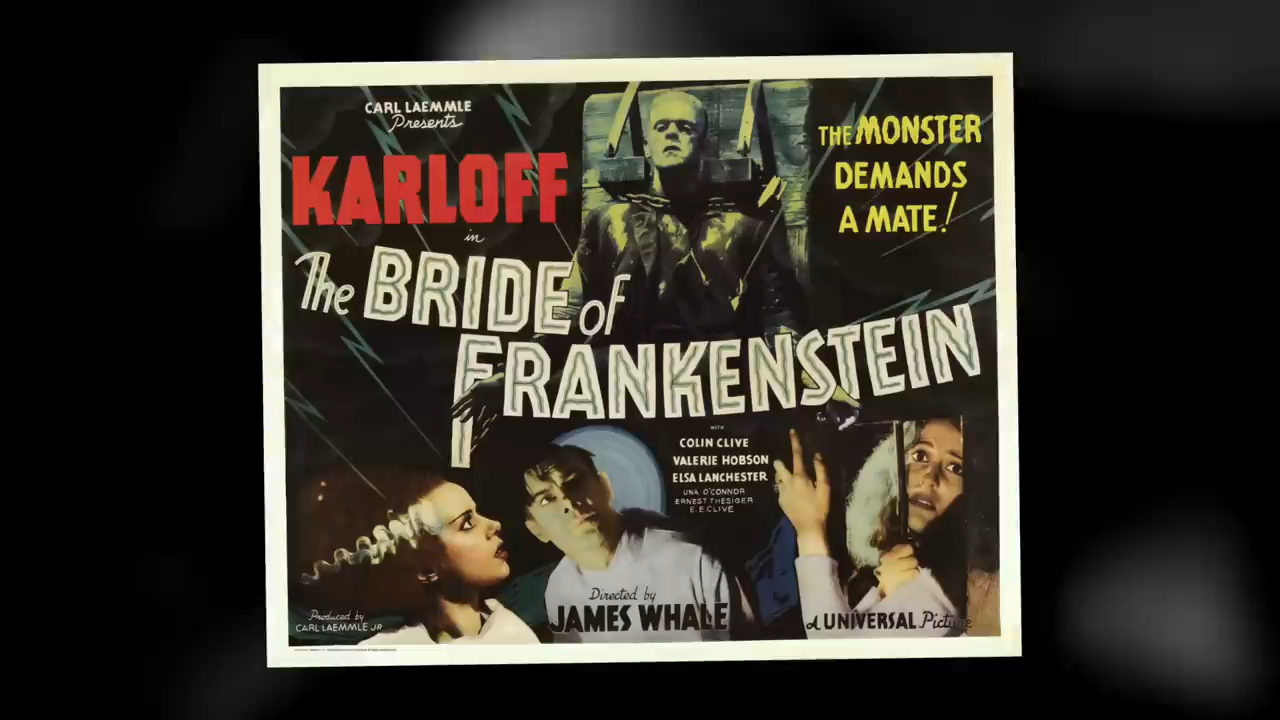 CARL LAEMMLE
Presents
KARLOFF
in
The BRIDE of
FRANKENSTEIN
THE MONSTER
DEMANDS
A MATE!
WITH
COLIN CLIVE
VALERIE HOBSON
ELSA LANCHESTER
UNA O'CONNOR
ERNEST THESIGER
E.E. CLIVE
Directed by
JAMES WHALE
Produced by
CARL LAEMMLE JR
A UNIVERSAL Picture